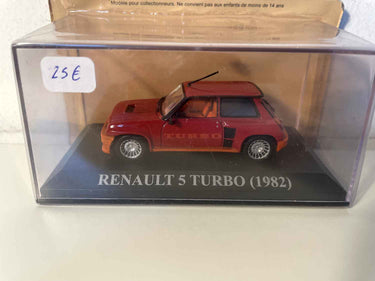 Modèle pour collectionneurs. Ne convient pas aux enfants de moins de 14 ans
25€
TURBO
RENAULT 5 TURBO (1982)